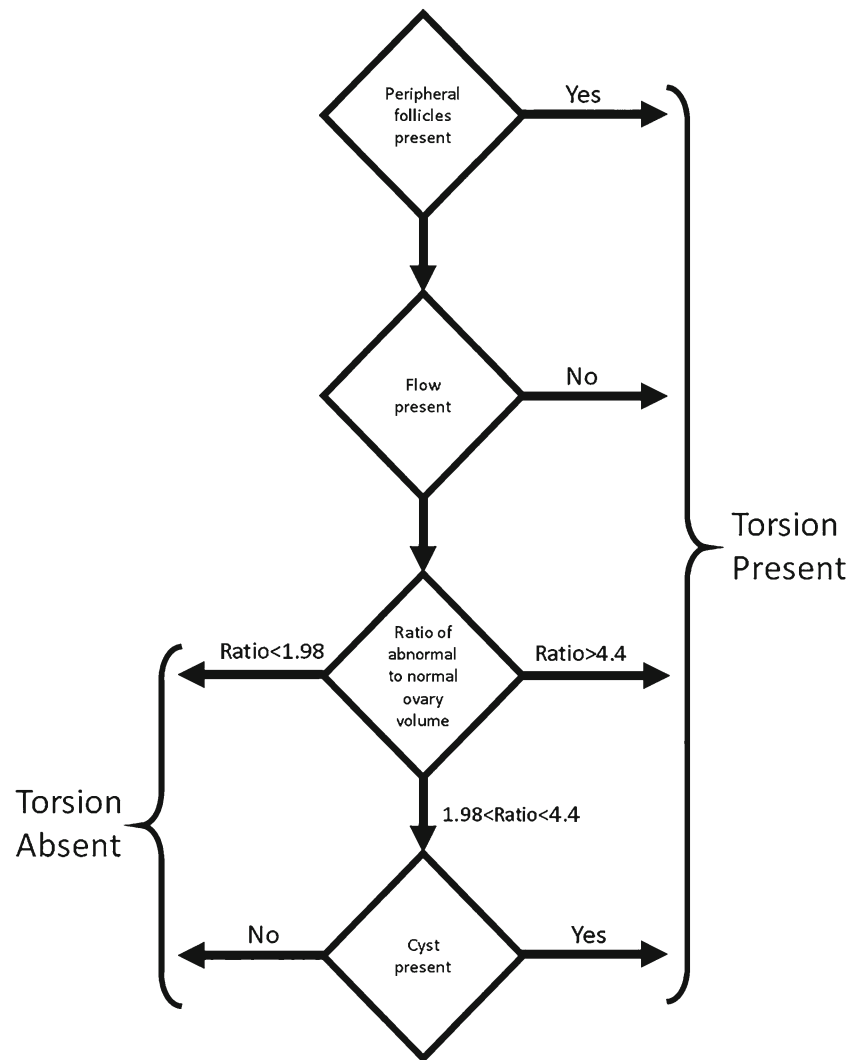 Peripheral
follicles
present
Yes
Flow
present
No
Torsion
Present
Ratio of
abnormal
to normal
ovary
volume
Ratio<1.98
Ratio>4.4
1.98<Ratio<4.4
Torsion
Absent
Cyst
present
No
Yes